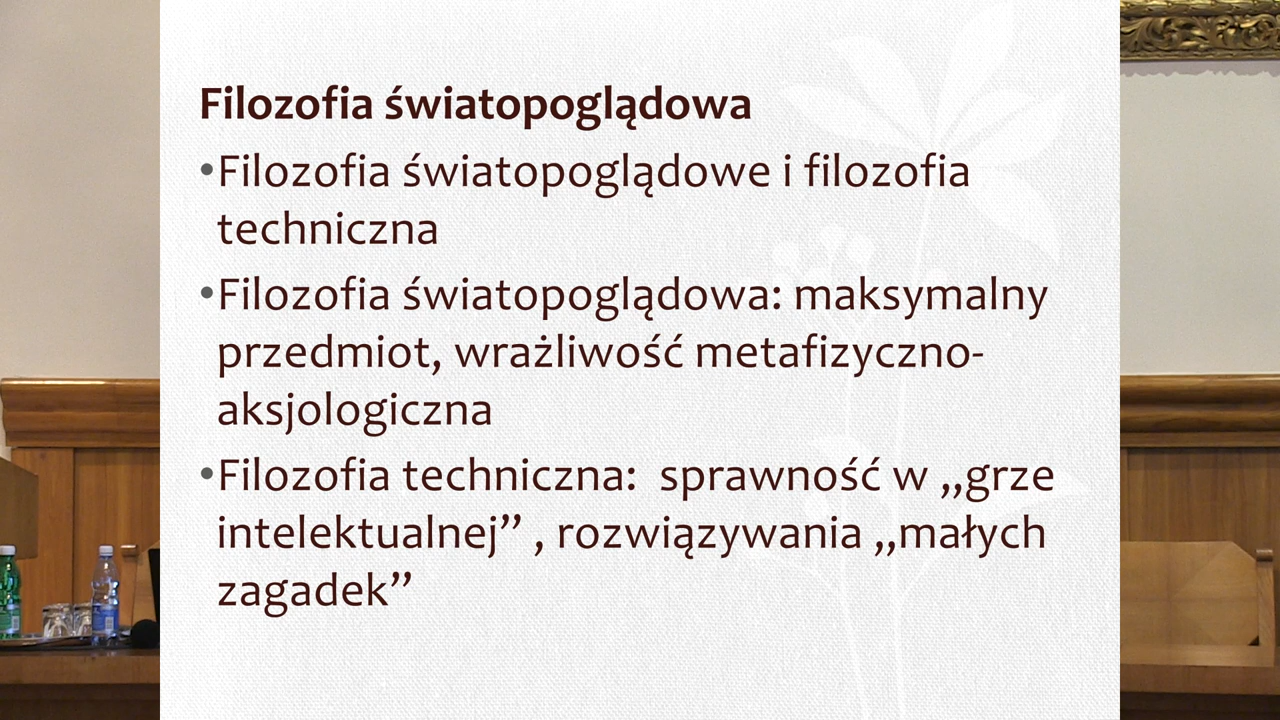 Filozofia światopoglądowa
•Filozofia światopoglądowe i filozofia
techniczna
•Filozofia światopoglądowa: maksymalny
przedmiot, wrażliwość metafizyczno-
aksjologiczna
•Filozofia techniczna:  sprawność w „grze
intelektualnej” , rozwiązywania „małych
zagadek”